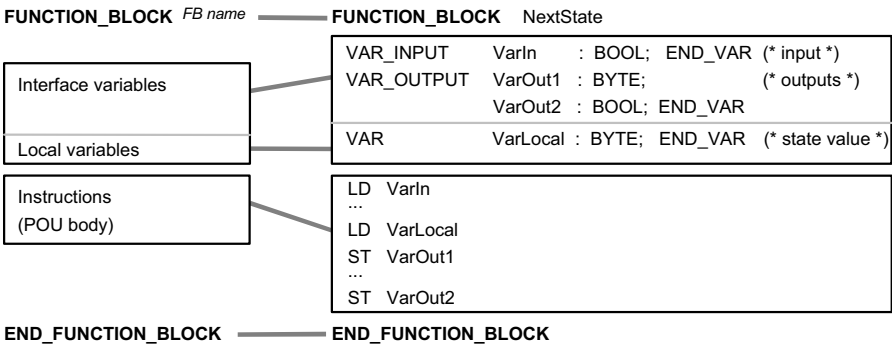 FUNCTION_BLOCK FB name FUNCTION_BLOCK NextState
VAR_INPUT VarIn : BOOL; END_VAR (* input *)
Interface variables VAR_OUTPUT VarOut1 : BYTE; (* outputs *)
VarOut2 : BOOL; END_VAR
Local variables VAR VarLocal : BYTE; END_VAR (* state value *)
Instructions LD VarIn
...
(POU body) LD VarLocal
ST VarOut1
...
ST VarOut2
END_FUNCTION_BLOCK END_FUNCTION_BLOCK